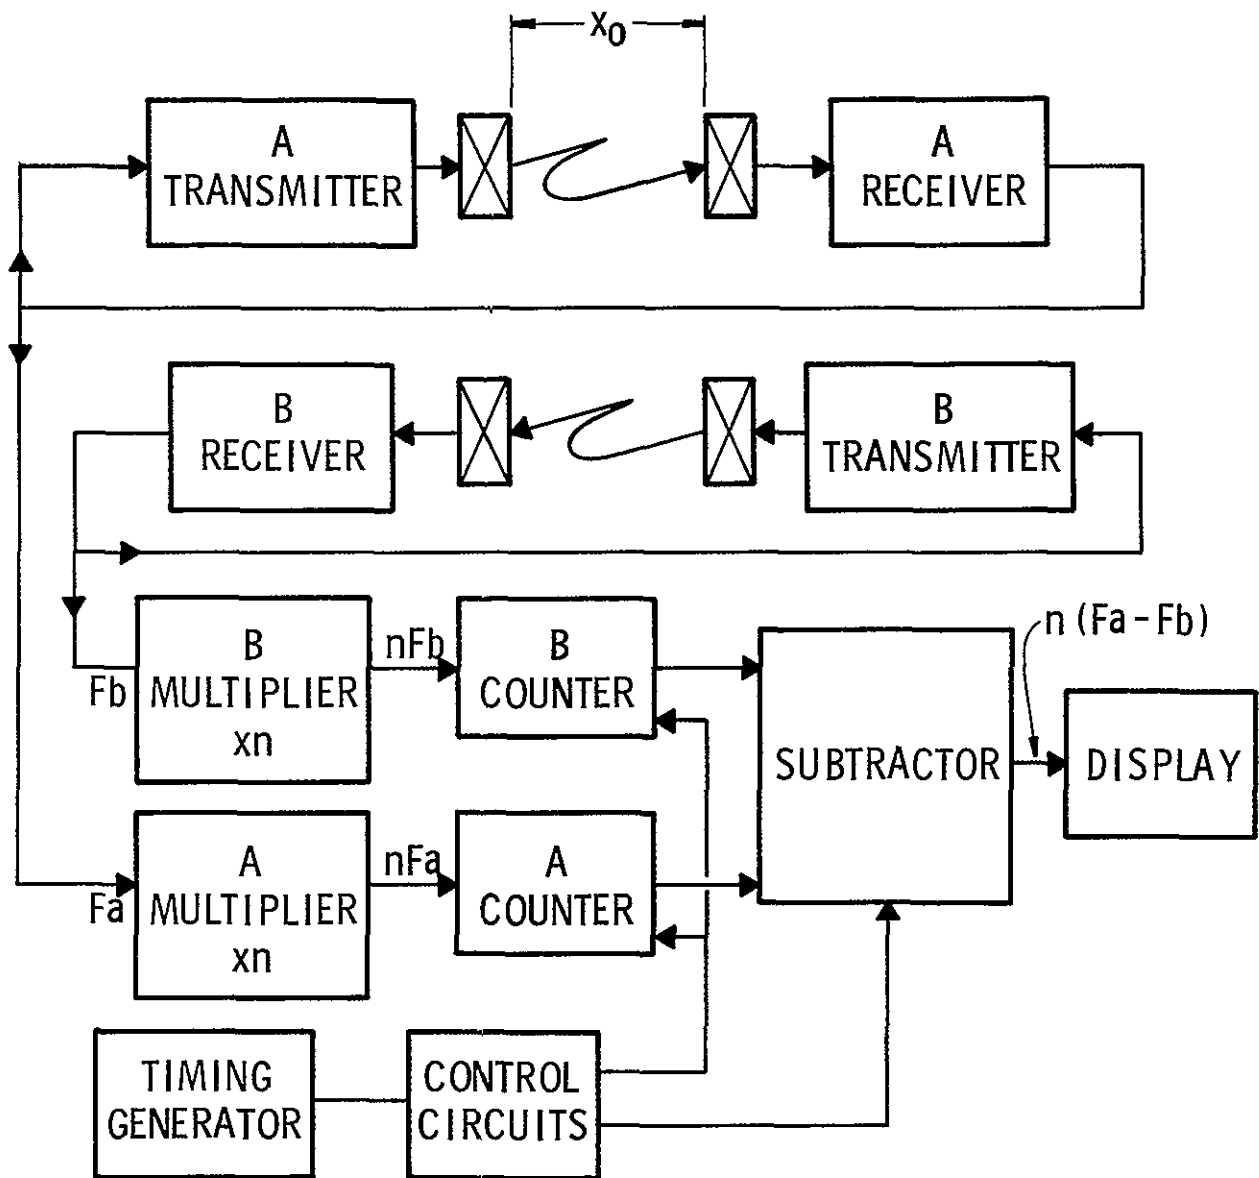 X0
A
TRANSMITTER
A
RECEIVER
B
RECEIVER
B
TRANSMITTER
Fb
B
MULTIPLIER
xn
nFb
B
COUNTER
n (Fa - Fb)
SUBTRACTOR
DISPLAY
Fa
A
MULTIPLIER
xn
nFa
A
COUNTER
TIMING
GENERATOR
CONTROL
CIRCUITS